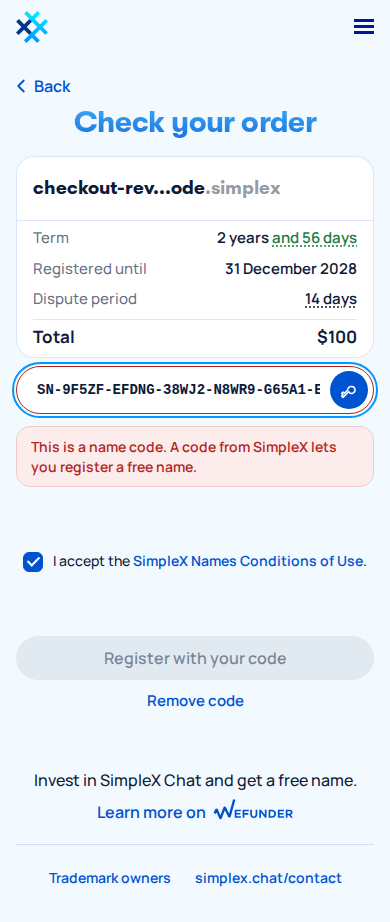 Back
Check your order
checkout-rev...ode.simplex
Term 2 years and 56 days
Registered until 31 December 2028
Dispute period 14 days
Total $100
SN-9F5ZF-EFDNG-38WJ2-N8WR9-G65A1-E
This is a name code. A code from SimpleX lets
you register a free name.
I accept the SimpleX Names Conditions of Use.
Register with your code
Remove code
Invest in SimpleX Chat and get a free name.
Learn more on WEFUNDER
Trademark owners simplex.chat/contact